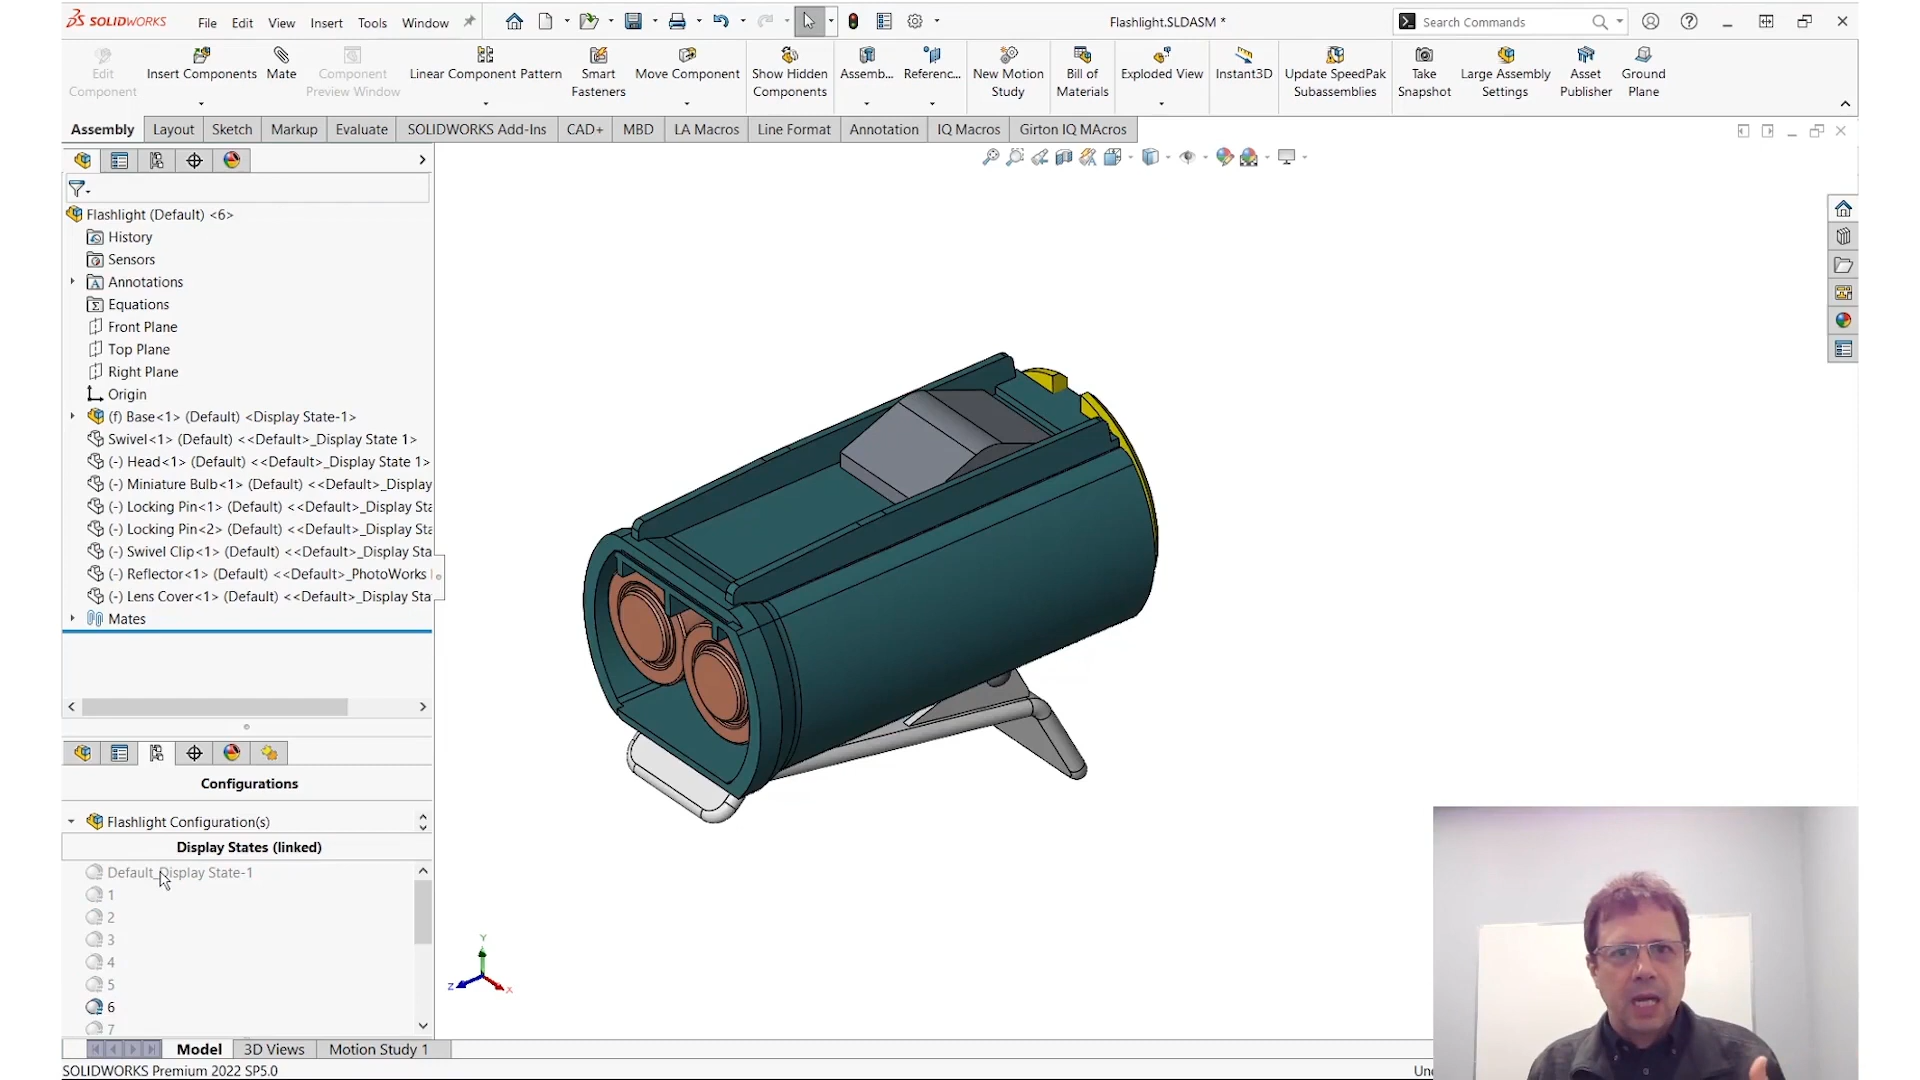 SOLIDWORKS File Edit View Insert Tools Window Flashlight.SLDASM * Search Commands
Edit Component
Insert Components
Mate
Component Preview Window
Linear Component Pattern
Smart Fasteners
Move Component
Show Hidden Components
Assemb...
Referenc...
New Motion Study
Bill of Materials
Exploded View
Instant3D
Update SpeedPak Subassemblies
Take Snapshot
Large Assembly Settings
Asset Publisher
Ground Plane
Assembly Layout Sketch Markup Evaluate SOLIDWORKS Add-Ins CAD+ MBD LA Macros Line Format Annotation IQ Macros Girton IQ MAcros
Flashlight (Default) <6>
History
Sensors
Annotations
Equations
Front Plane
Top Plane
Right Plane
Origin
(f) Base<1> (Default) <Display State-1>
Swivel<1> (Default) <<Default>_Display State 1>
(-) Head<1> (Default) <<Default>_Display State 1>
(-) Miniature Bulb<1> (Default) <<Default>_Display
(-) Locking Pin<1> (Default) <<Default>_Display Sta
(-) Locking Pin<2> (Default) <<Default>_Display Sta
(-) Swivel Clip<1> (Default) <<Default>_Display Sta
(-) Reflector<1> (Default) <<Default>_PhotoWorks
(-) Lens Cover<1> (Default) <<Default>_Display Sta
Mates
Configurations
Flashlight Configuration(s)
Display States (linked)
Default_Display State-1
1
2
3
4
5
6
7
Y
Z
X
Model 3D Views Motion Study 1
SOLIDWORKS Premium 2022 SP5.0